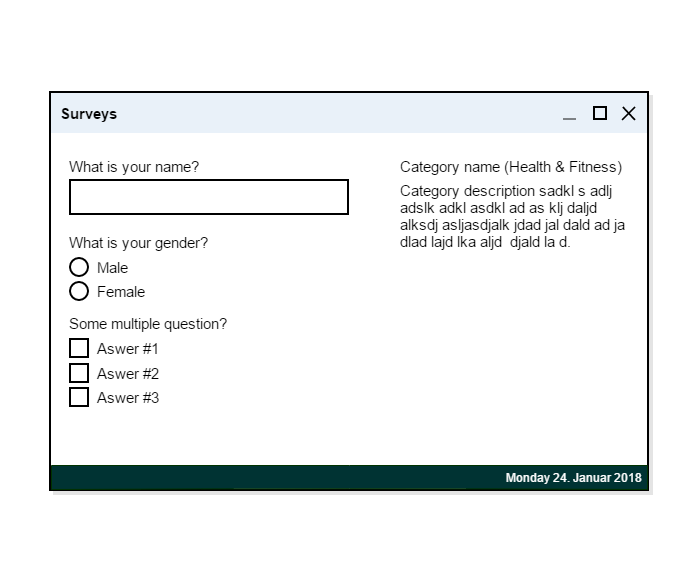 Surveys
What is your name?
What is your gender?
Male
Female
Some multiple question?
Aswer #1
Aswer #2
Aswer #3
Category name (Health & Fitness)
Category description sadkl s adlj
adslk adkl asdkl ad as klj daljd
alksdj asljasdjalk jdad jal dald ad ja
dlad lajd lka aljd  djald la d.
Monday 24. Januar 2018